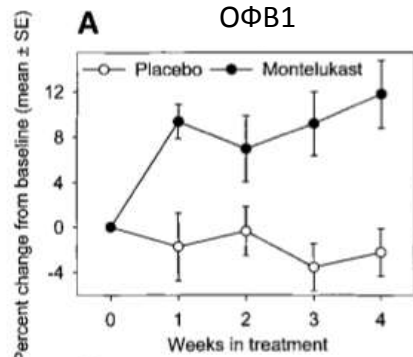 A
ОФВ1
Placebo
Montelukast
Percent change from baseline (mean ± SE)
12
8
4
0
-4
0 1 2 3 4
Weeks in treatment